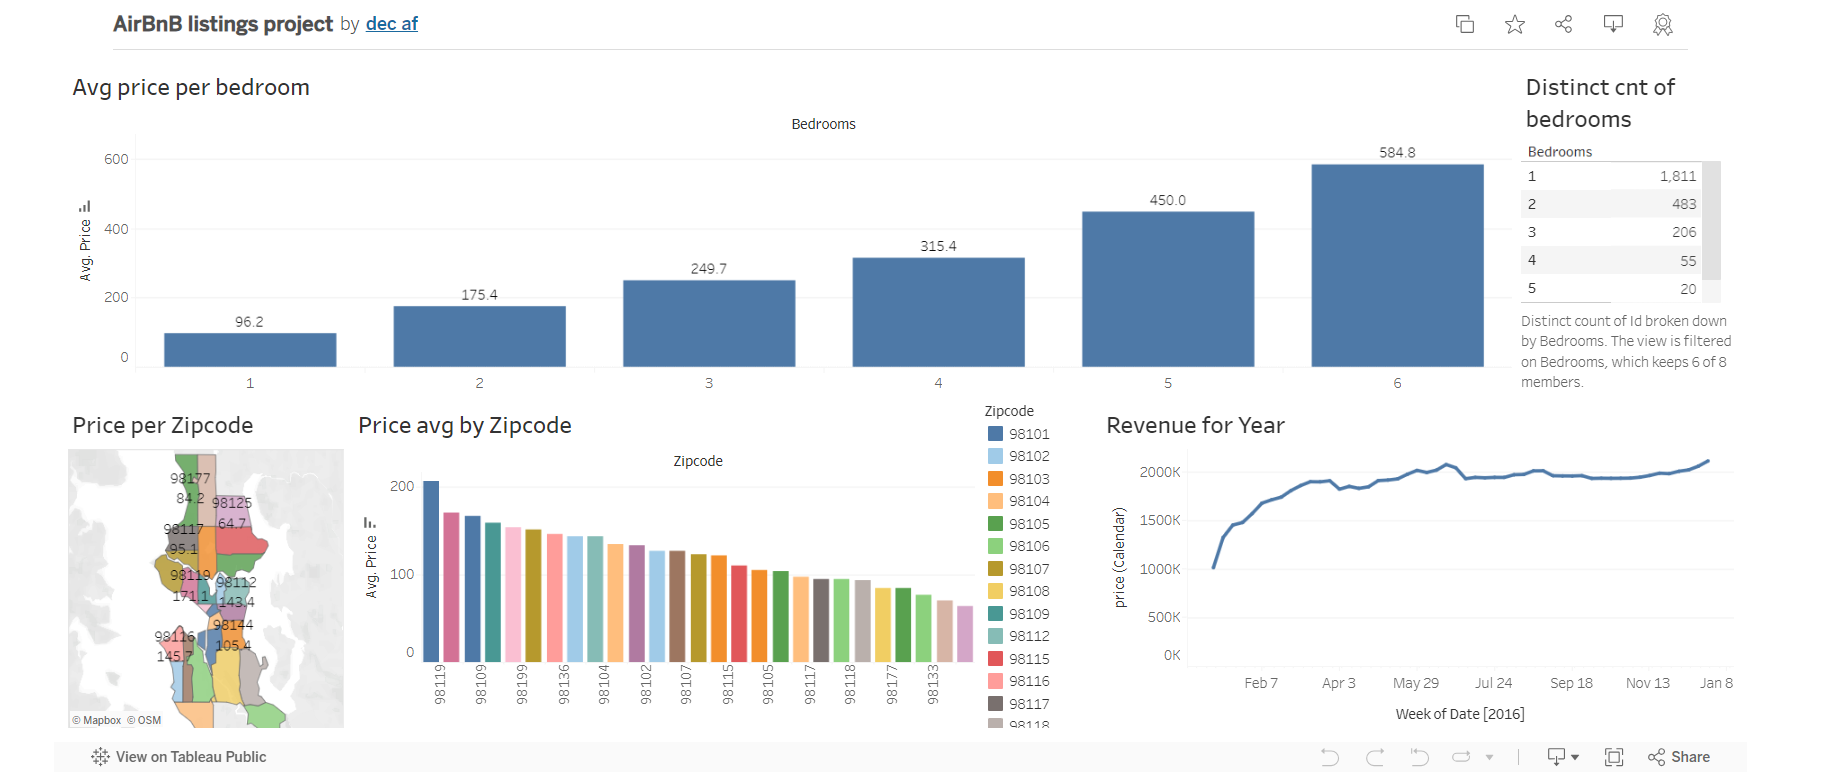 AirBnB listings project by dec af
Avg price per bedroom
Bedrooms
Avg. Price
600
400
200
0
96.2
175.4
249.7
315.4
450.0
584.8
1
2
3
4
5
6
Distinct cnt of
bedrooms
Bedrooms
1 1,811
2 483
3 206
4 55
5 20
Distinct count of Id broken down
by Bedrooms. The view is filtered
on Bedrooms, which keeps 6 of 8
members.
Price per Zipcode
98177
84.2
98125
64.7
98117
95.1
98119
171.1
98112
143.4
98144
105.4
98116
145.7
© Mapbox © OSM
Price avg by Zipcode
Zipcode
Avg. Price
200
100
0
98119
98109
98199
98136
98104
98102
98107
98115
98105
98117
98118
98177
98133
Zipcode
98101
98102
98103
98104
98105
98106
98107
98108
98109
98112
98115
98116
98117
98118
Revenue for Year
price (Calendar)
2000K
1500K
1000K
500K
0K
Feb 7
Apr 3
May 29
Jul 24
Sep 18
Nov 13
Jan 8
Week of Date [2016]
View on Tableau Public
Share